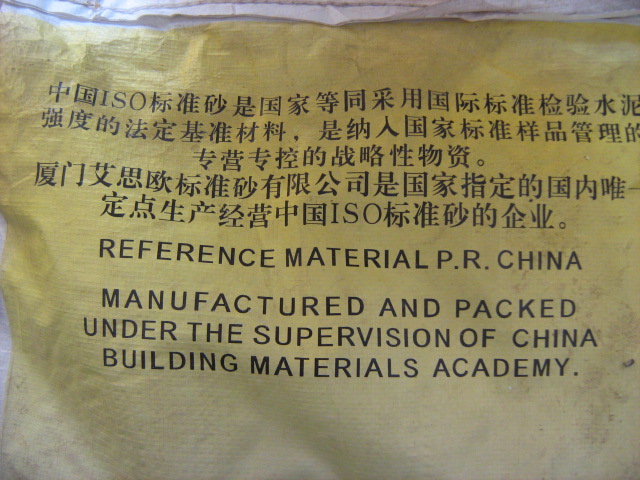 中国ISO标准砂是国家等同采用国际标准检验水泥
强度的法定基准材料，是纳入国家标准样品管理的
专营专控的战略性物资。
厦门艾思欧标准砂有限公司是国家指定的国内唯一
定点生产经营中国ISO标准砂的企业。
REFERENCE MATERIAL P.R. CHINA
MANUFACTURED AND PACKED
UNDER THE SUPERVISION OF CHINA
BUILDING MATERIALS ACADEMY.